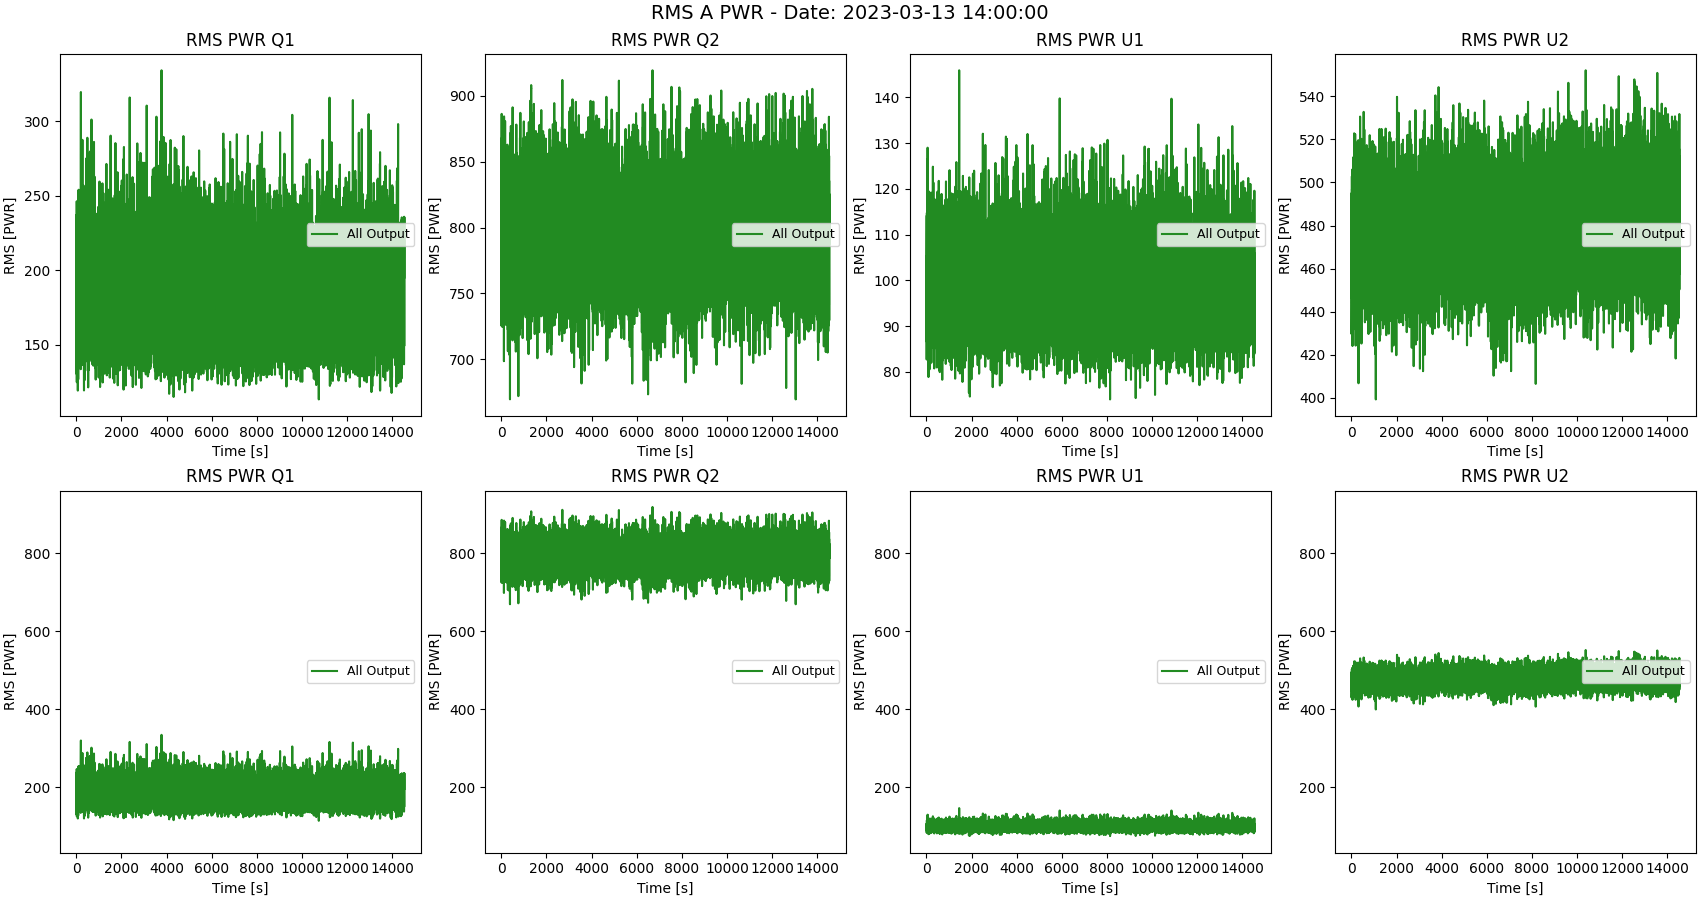 RMS A PWR - Date: 2023-03-13 14:00:00
RMS PWR Q1
RMS [PWR]
300
250
200
150
All Output
0 2000 4000 6000 8000 10000 12000 14000
Time [s]
RMS PWR Q2
RMS [PWR]
900
850
800
750
700
All Output
0 2000 4000 6000 8000 10000 12000 14000
Time [s]
RMS PWR U1
RMS [PWR]
140
130
120
110
100
90
80
All Output
0 2000 4000 6000 8000 10000 12000 14000
Time [s]
RMS PWR U2
RMS [PWR]
540
520
500
480
460
440
420
400
All Output
0 2000 4000 6000 8000 10000 12000 14000
Time [s]
RMS PWR Q1
RMS [PWR]
800
600
400
200
All Output
0 2000 4000 6000 8000 10000 12000 14000
Time [s]
RMS PWR Q2
RMS [PWR]
800
600
400
200
All Output
0 2000 4000 6000 8000 10000 12000 14000
Time [s]
RMS PWR U1
RMS [PWR]
800
600
400
200
All Output
0 2000 4000 6000 8000 10000 12000 14000
Time [s]
RMS PWR U2
RMS [PWR]
800
600
400
200
All Output
0 2000 4000 6000 8000 10000 12000 14000
Time [s]